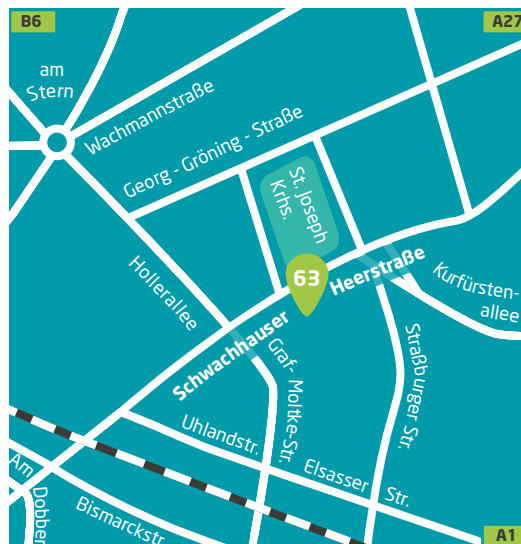 B6
A27
am
Stern
Wachmannstraße
Georg - Gröning - Straße
St. Joseph
Krhs.
Hollerallee
63
Schwachhauser
Heerstraße
Kurfürsten-
allee
Graf- Moltke-Str.
Straßburger Str.
Uhlandstr.
Elsasser Str.
Am
Dobben
Bismarckstr.
A1